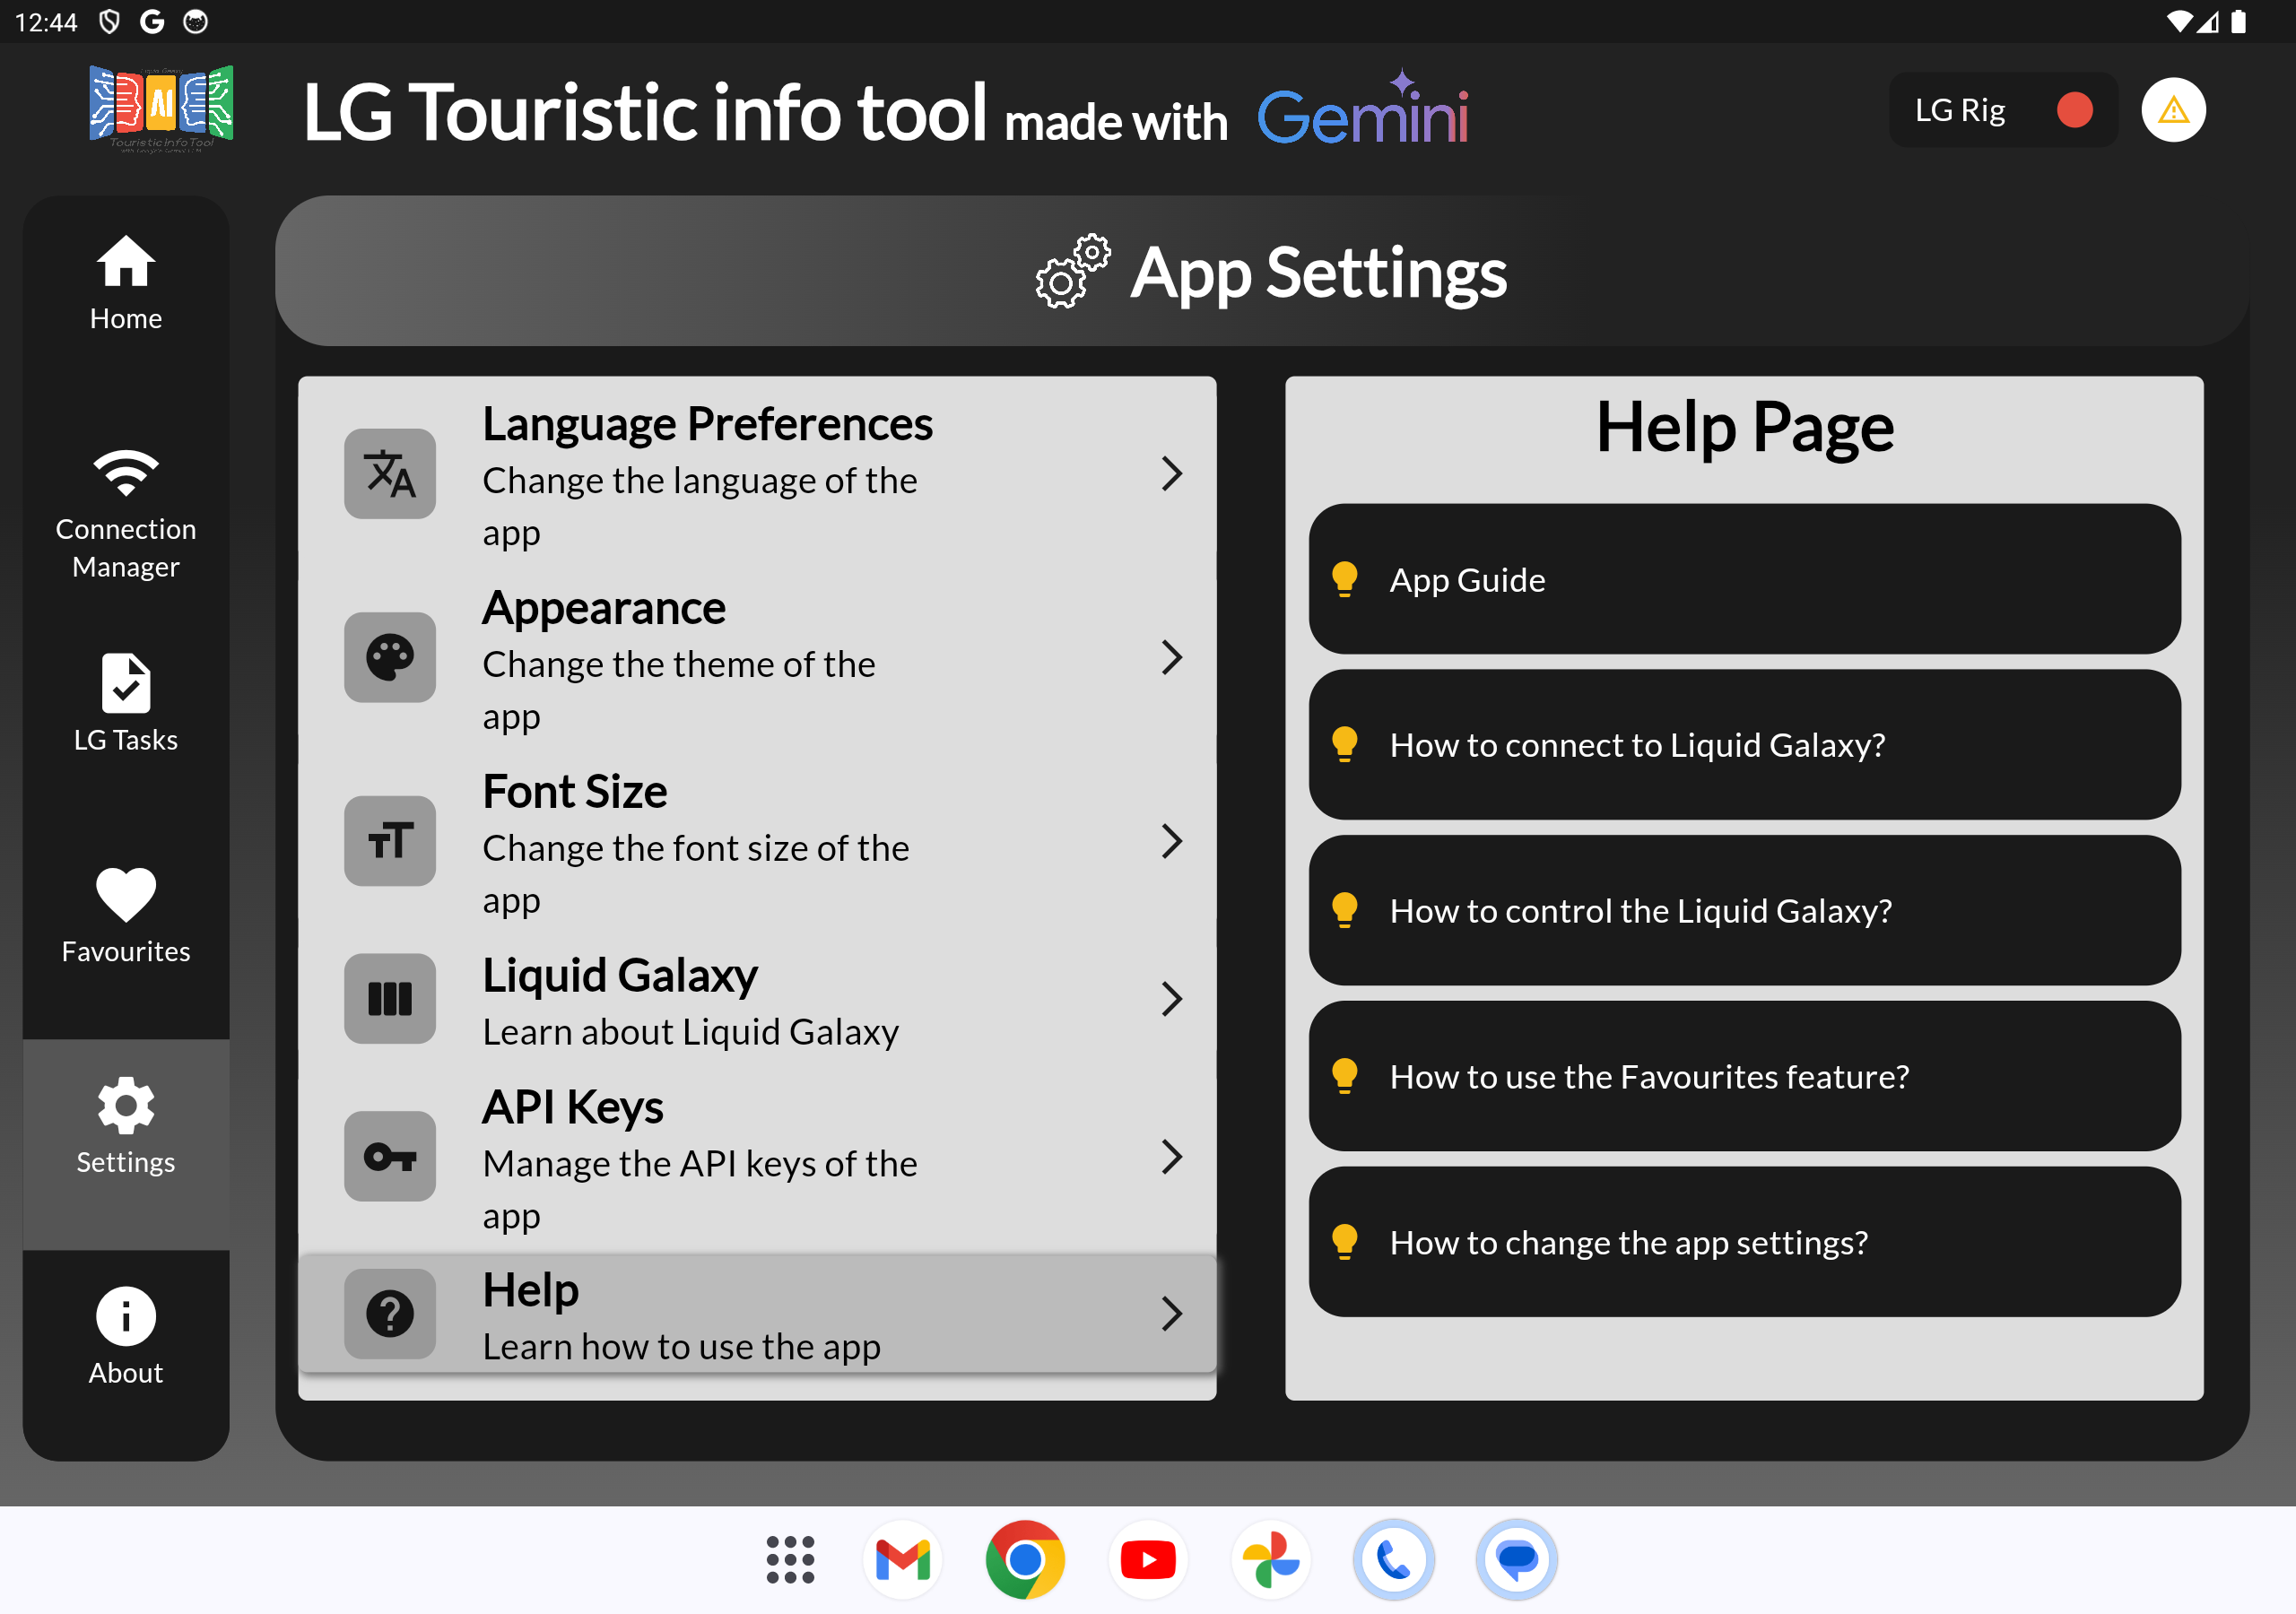 12:44
AI
Touristic Info Tool
LG Touristic info tool made with Gemini
LG Rig
Home
Connection
Manager
LG Tasks
Favourites
Settings
About
App Settings
Language Preferences
Change the language of the
app
Appearance
Change the theme of the
app
Font Size
Change the font size of the
app
Liquid Galaxy
Learn about Liquid Galaxy
API Keys
Manage the API keys of the
app
Help
Learn how to use the app
Help Page
App Guide
How to connect to Liquid Galaxy?
How to control the Liquid Galaxy?
How to use the Favourites feature?
How to change the app settings?